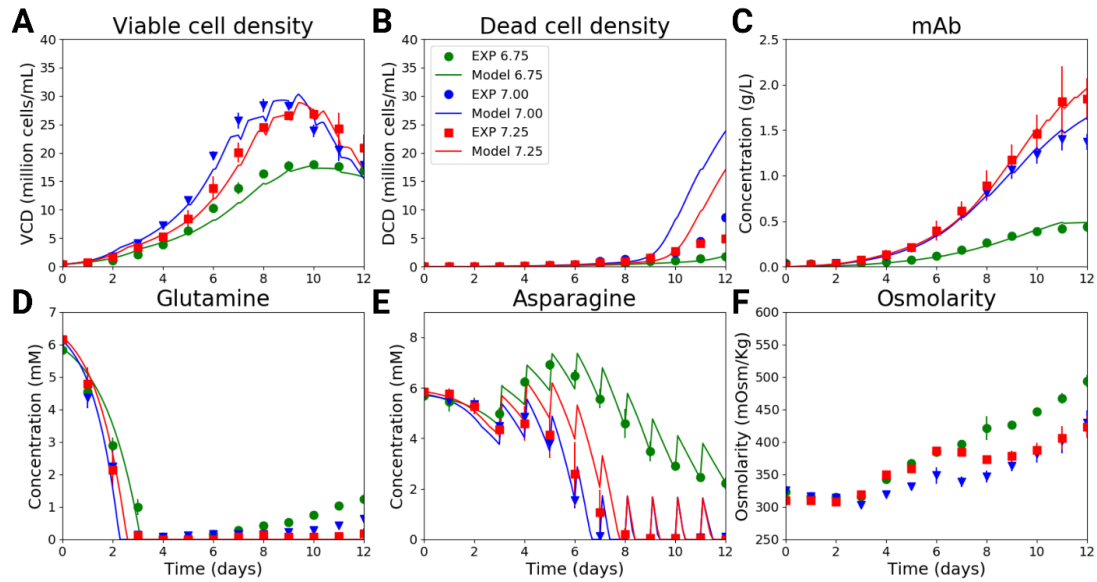 A Viable cell density
VCD (million cells/mL)
40
35
30
25
20
15
10
5
0
0 2 4 6 8 10 12
B Dead cell density
DCD (million cells/mL)
40
35
30
25
20
15
10
5
0
EXP 6.75
Model 6.75
EXP 7.00
Model 7.00
EXP 7.25
Model 7.25
0 2 4 6 8 10 12
C mAb
Concentration (g/L)
2.5
2.0
1.5
1.0
0.5
0.0
0 2 4 6 8 10 12
D Glutamine
Concentration (mM)
7
6
5
4
3
2
1
0
0 2 4 6 8 10 12
Time (days)
E Asparagine
Concentration (mM)
8
6
4
2
0
0 2 4 6 8 10 12
Time (days)
F Osmolarity
Osmolarity (mOsm/Kg)
600
550
500
450
400
350
300
250
0 2 4 6 8 10 12
Time (days)